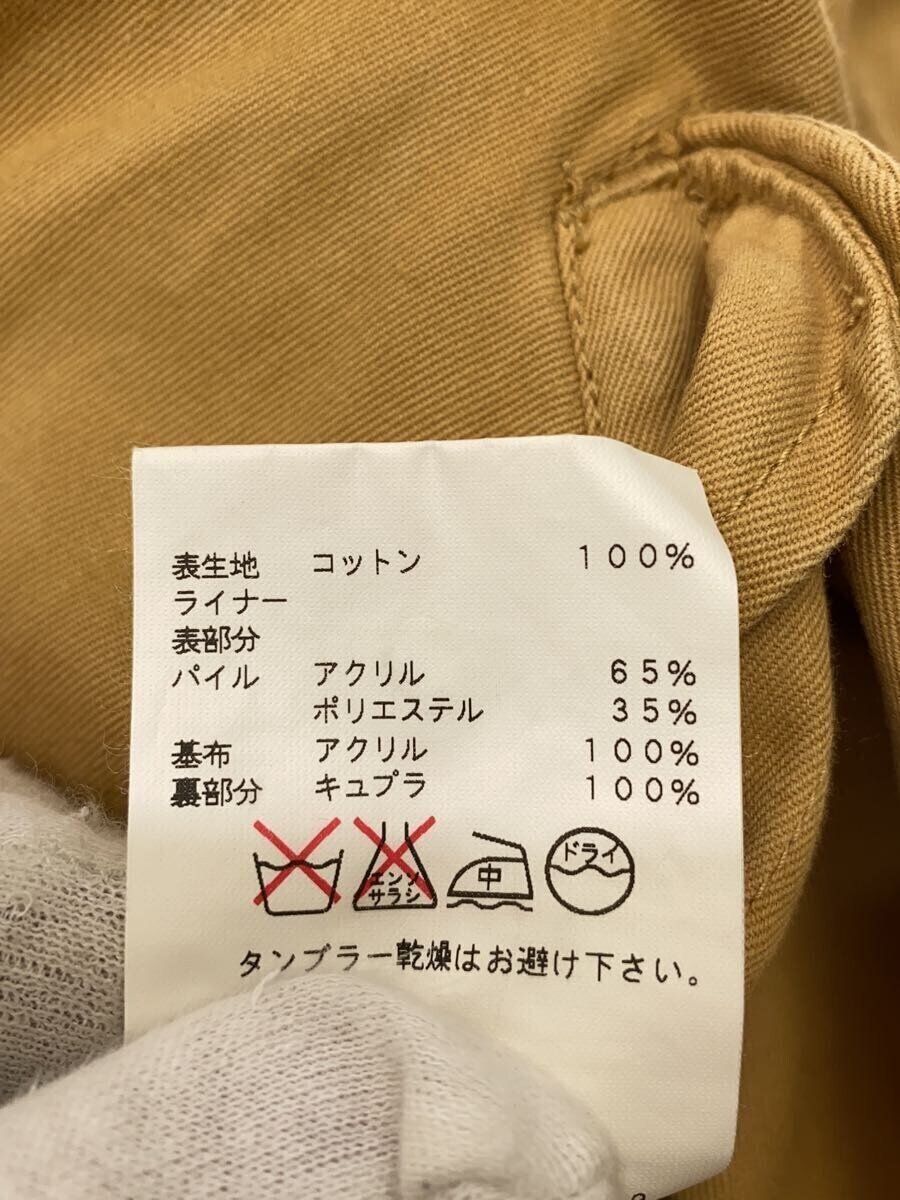 表生地 コットン 100%
ライナー
表部分
パイル アクリル 65%
ポリエステル 35%
基布 アクリル 100%
裏部分 キュプラ 100%
エンソ
サラシ
中
ドライ
タンブラー乾燥はお避け下さい。